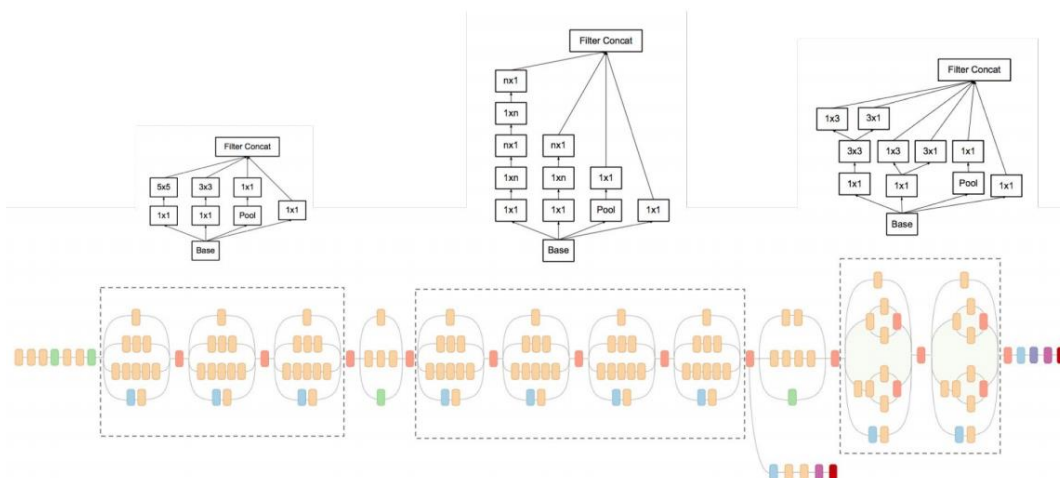 Filter Concat
5x5 3x3 1x1
1x1 1x1 Pool 1x1
Base
Filter Concat
nx1
1xn
nx1 nx1
1xn 1xn 1x1
1x1 1x1 Pool 1x1
Base
Filter Concat
1x3 3x1
3x3 1x3 3x1 1x1
1x1 1x1 Pool 1x1
Base